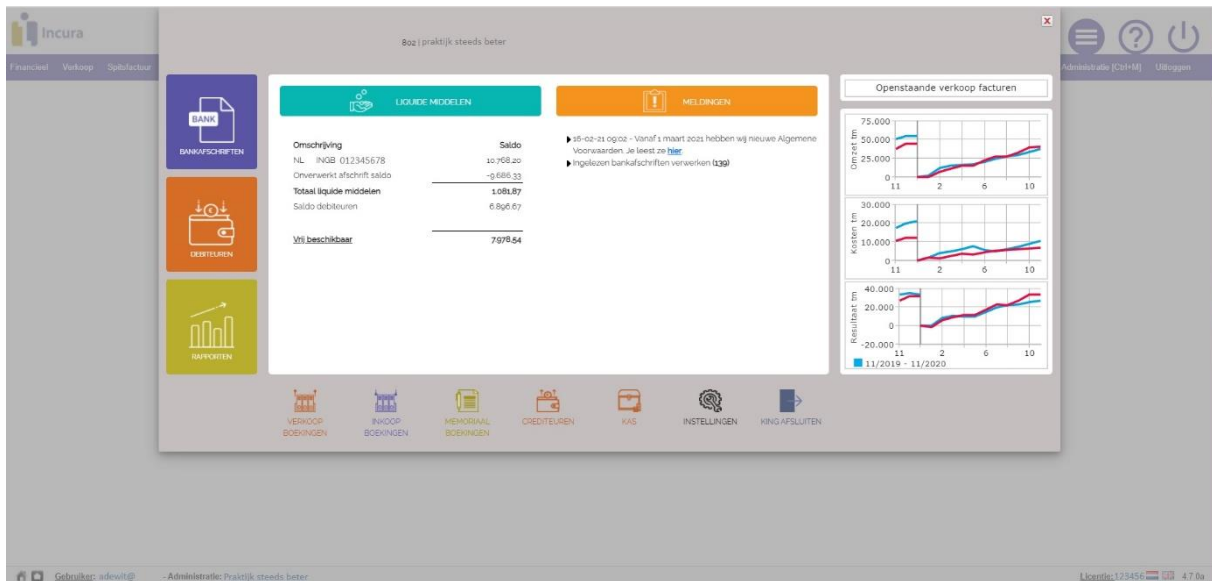 Incura
802 | praktijk steeds beter
X
Financieel Verkoop Spitsfactuur
Administratie [Ctrl+M] Uitloggen
BANK
BANKAFSCHRIFTEN
DEBITEUREN
RAPPORTEN
LIQUIDE MIDDELEN
Omschrijving Saldo
NL INGB 012345678 10.768,20
Onverwerkt afschrift saldo -9.686,33
Totaal liquide middelen 1.081,87
Saldo debiteuren 6.896,67
Vrij beschikbaar 7.978,54
MELDINGEN
16-02-21 09:02 - Vanaf 1 maart 2021 hebben wij nieuwe Algemene
Voorwaarden. Je leest ze hier.
Ingelezen bankafschriften verwerken (139)
Openstaande verkoop facturen
Omzet tm
75.000
50.000
25.000
0
11 2 6 10
Kosten tm
30.000
20.000
10.000
0
11 2 6 10
Resultaat tm
40.000
20.000
0
-20.000
11 2 6 10
11/2019 - 11/2020
VERKOOP
BOEKINGEN
INKOOP
BOEKINGEN
MEMORIAAL
BOEKINGEN
CREDITEUREN
KAS
INSTELLINGEN
KING AFSLUITEN
Gebruiker: adewit@ - Administratie: Praktijk steeds beter
Licentie: 123456 4.7.0a